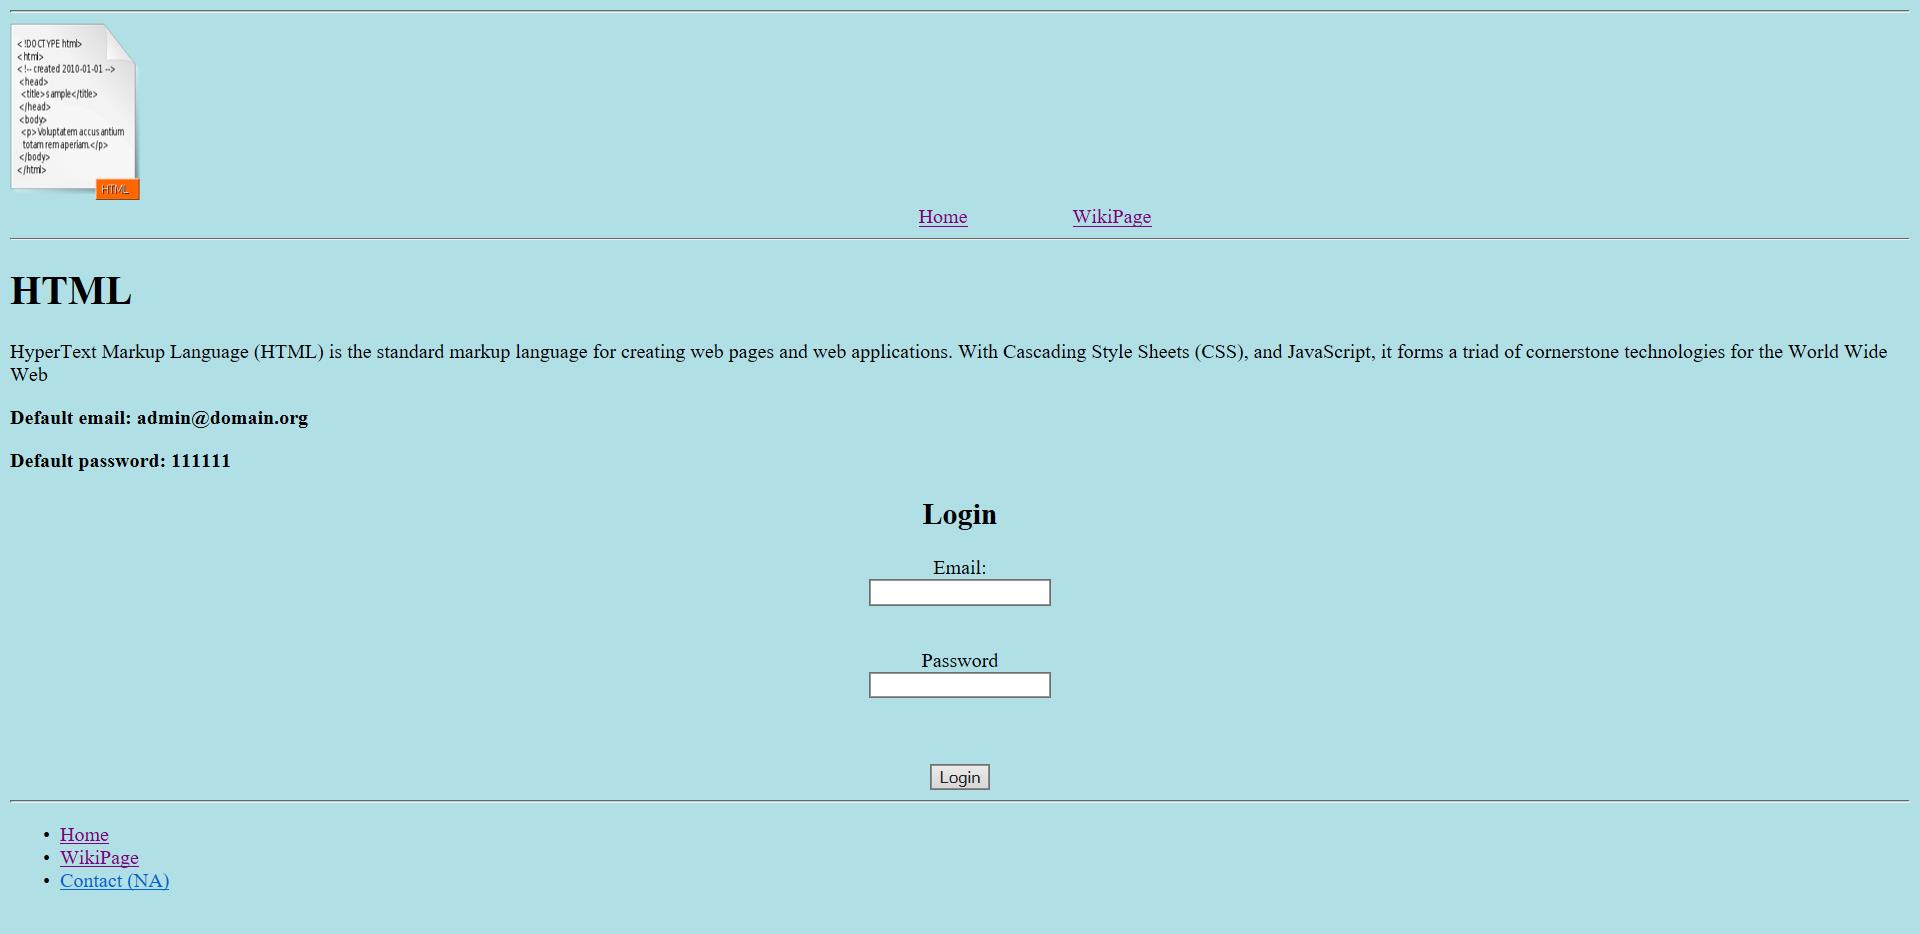 <!DOCTYPE html>
<html>
<!-- created 2010-01-01 -->
<head>
<title>sample</title>
</head>
<body>
<p>Voluptatem accusantium
totam rem aperiam.</p>
</body>
</html>
HTML
Home WikiPage
HTML
HyperText Markup Language (HTML) is the standard markup language for creating web pages and web applications. With Cascading Style Sheets (CSS), and JavaScript, it forms a triad of cornerstone technologies for the World Wide
Web
Default email: admin@domain.org
Default password: 111111
Login
Email:
Password
Login
• Home
• WikiPage
• Contact (NA)